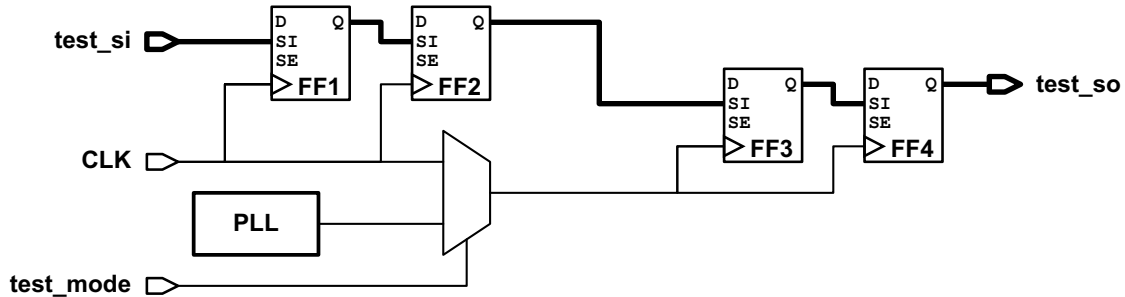 D Q
SI
SE
FF1
D Q
SI
SE
FF2
test_si
D Q
SI
SE
FF3
D Q
SI
SE
FF4
test_so
CLK
PLL
test_mode